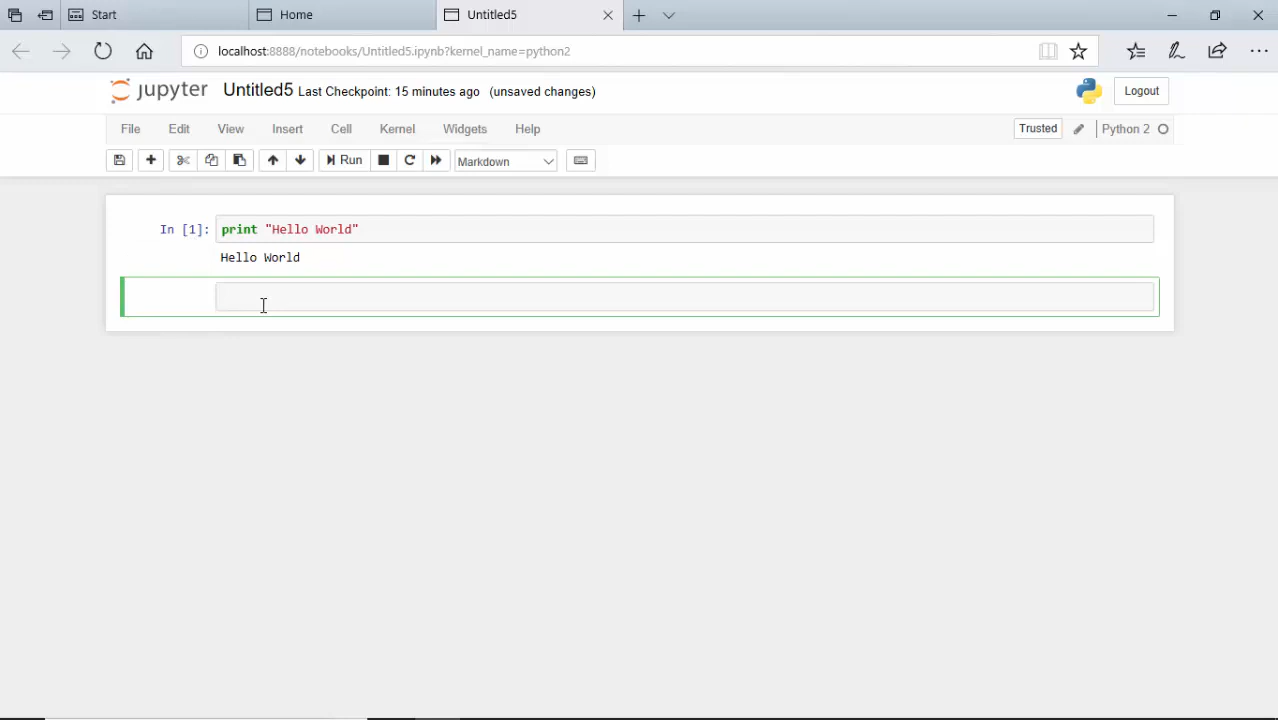 Start Home Untitled5
localhost:8888/notebooks/Untitled5.ipynb?kernel_name=python2
jupyter Untitled5 Last Checkpoint: 15 minutes ago (unsaved changes) Logout
File Edit View Insert Cell Kernel Widgets Help Trusted Python 2
Run Markdown
In [1]: print "Hello World"
Hello World